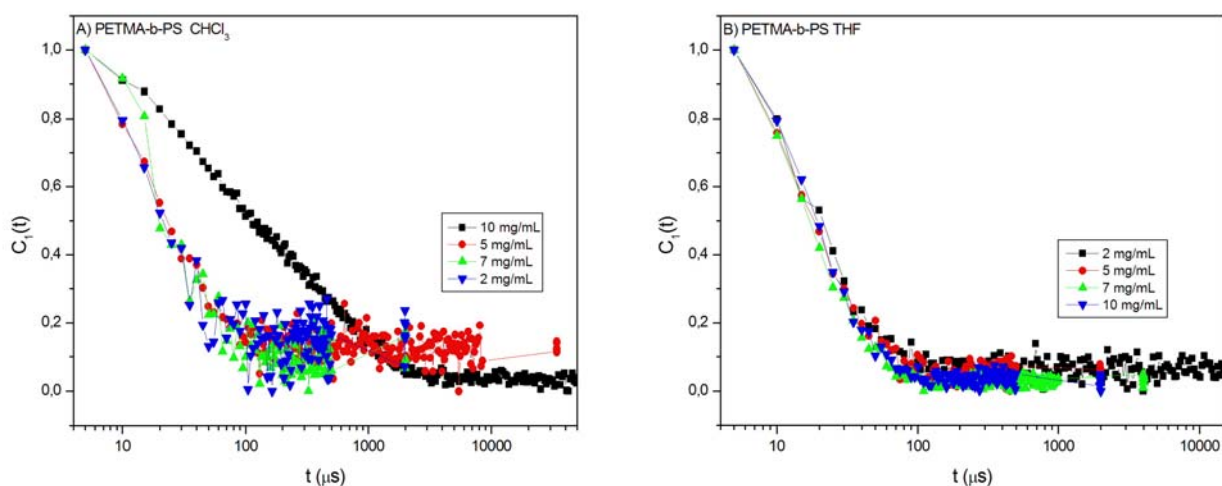 A) PETMA-b-PS CHCl₃
1,0
0,8
0,6
0,4
0,2
0,0
C₁(t)
10 mg/mL
5 mg/mL
7 mg/mL
2 mg/mL
10
100
1000
10000
t (μs)
B) PETMA-b-PS THF
1,0
0,8
0,6
0,4
0,2
0,0
C₁(t)
2 mg/mL
5 mg/mL
7 mg/mL
10 mg/mL
10
100
1000
10000
t (μs)